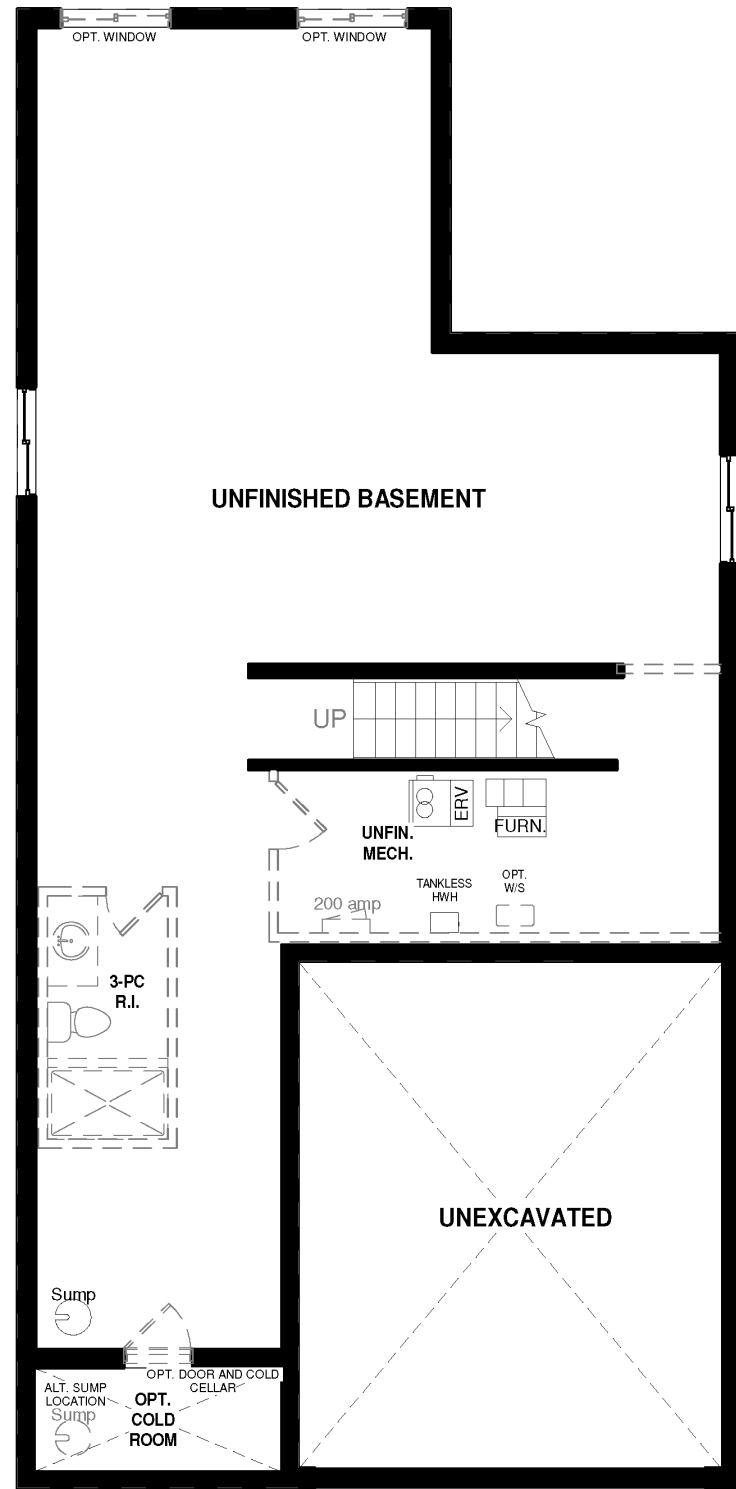 OPT. WINDOW
OPT. WINDOW
UNFINISHED BASEMENT
UP
ERV
FURN.
UNFIN.
MECH.
TANKLESS
HWH
OPT.
W/S
200 amp
3-PC
R.I.
UNEXCAVATED
Sump
OPT. DOOR AND COLD
CELLAR
ALT. SUMP
LOCATION
Sump
OPT.
COLD
ROOM